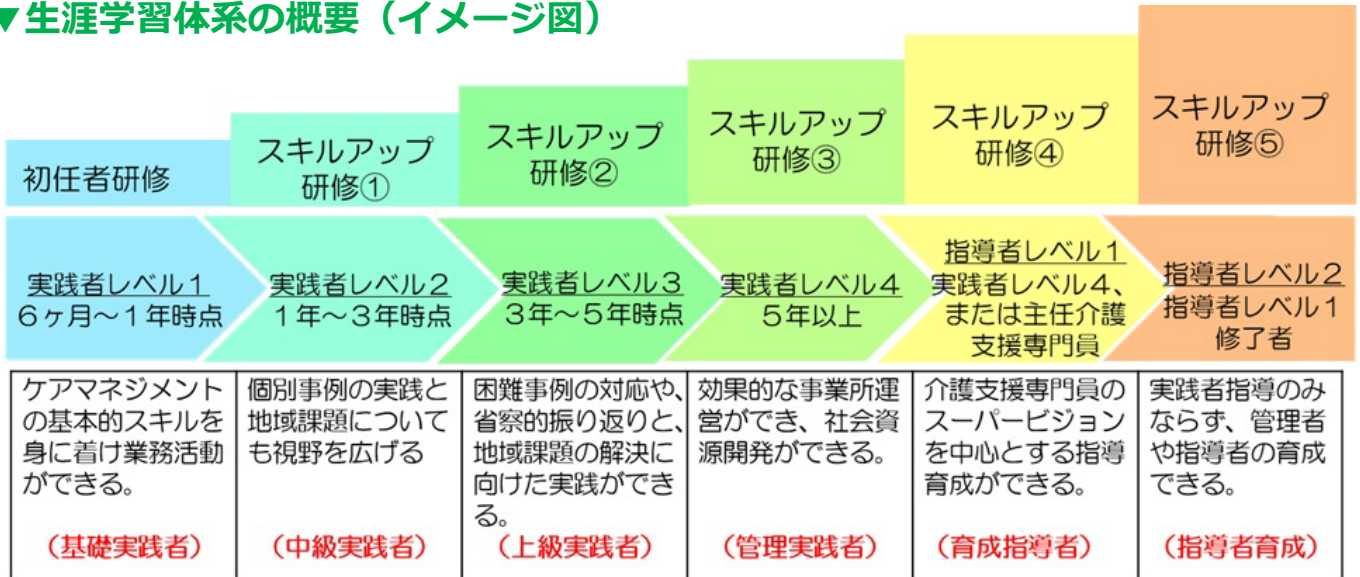 ▼生涯学習体系の概要（イメージ図）
初任者研修
スキルアップ
研修①
スキルアップ
研修②
スキルアップ
研修③
スキルアップ
研修④
スキルアップ
研修⑤
実践者レベル１
６ヶ月～１年時点
実践者レベル２
１年～３年時点
実践者レベル３
３年～５年時点
実践者レベル４
５年以上
指導者レベル１
実践者レベル４、
または主任介護
支援専門員
指導者レベル２
指導者レベル１
修了者
ケアマネジメント
の基本的スキルを
身に着け業務活動
ができる。
（基礎実践者）
個別事例の実践と
地域課題について
も視野を広げる
（中級実践者）
困難事例の対応や、
省察的振り返りと、
地域課題の解決に
向けた実践ができ
る。
（上級実践者）
効果的な事業所運
営ができ、社会資
源開発ができる。
（管理実践者）
介護支援専門員の
スーパービジョン
を中心とする指導
育成ができる。
（育成指導者）
実践者指導のみ
ならず、管理者
や指導者の育成
できる。
（指導者育成）